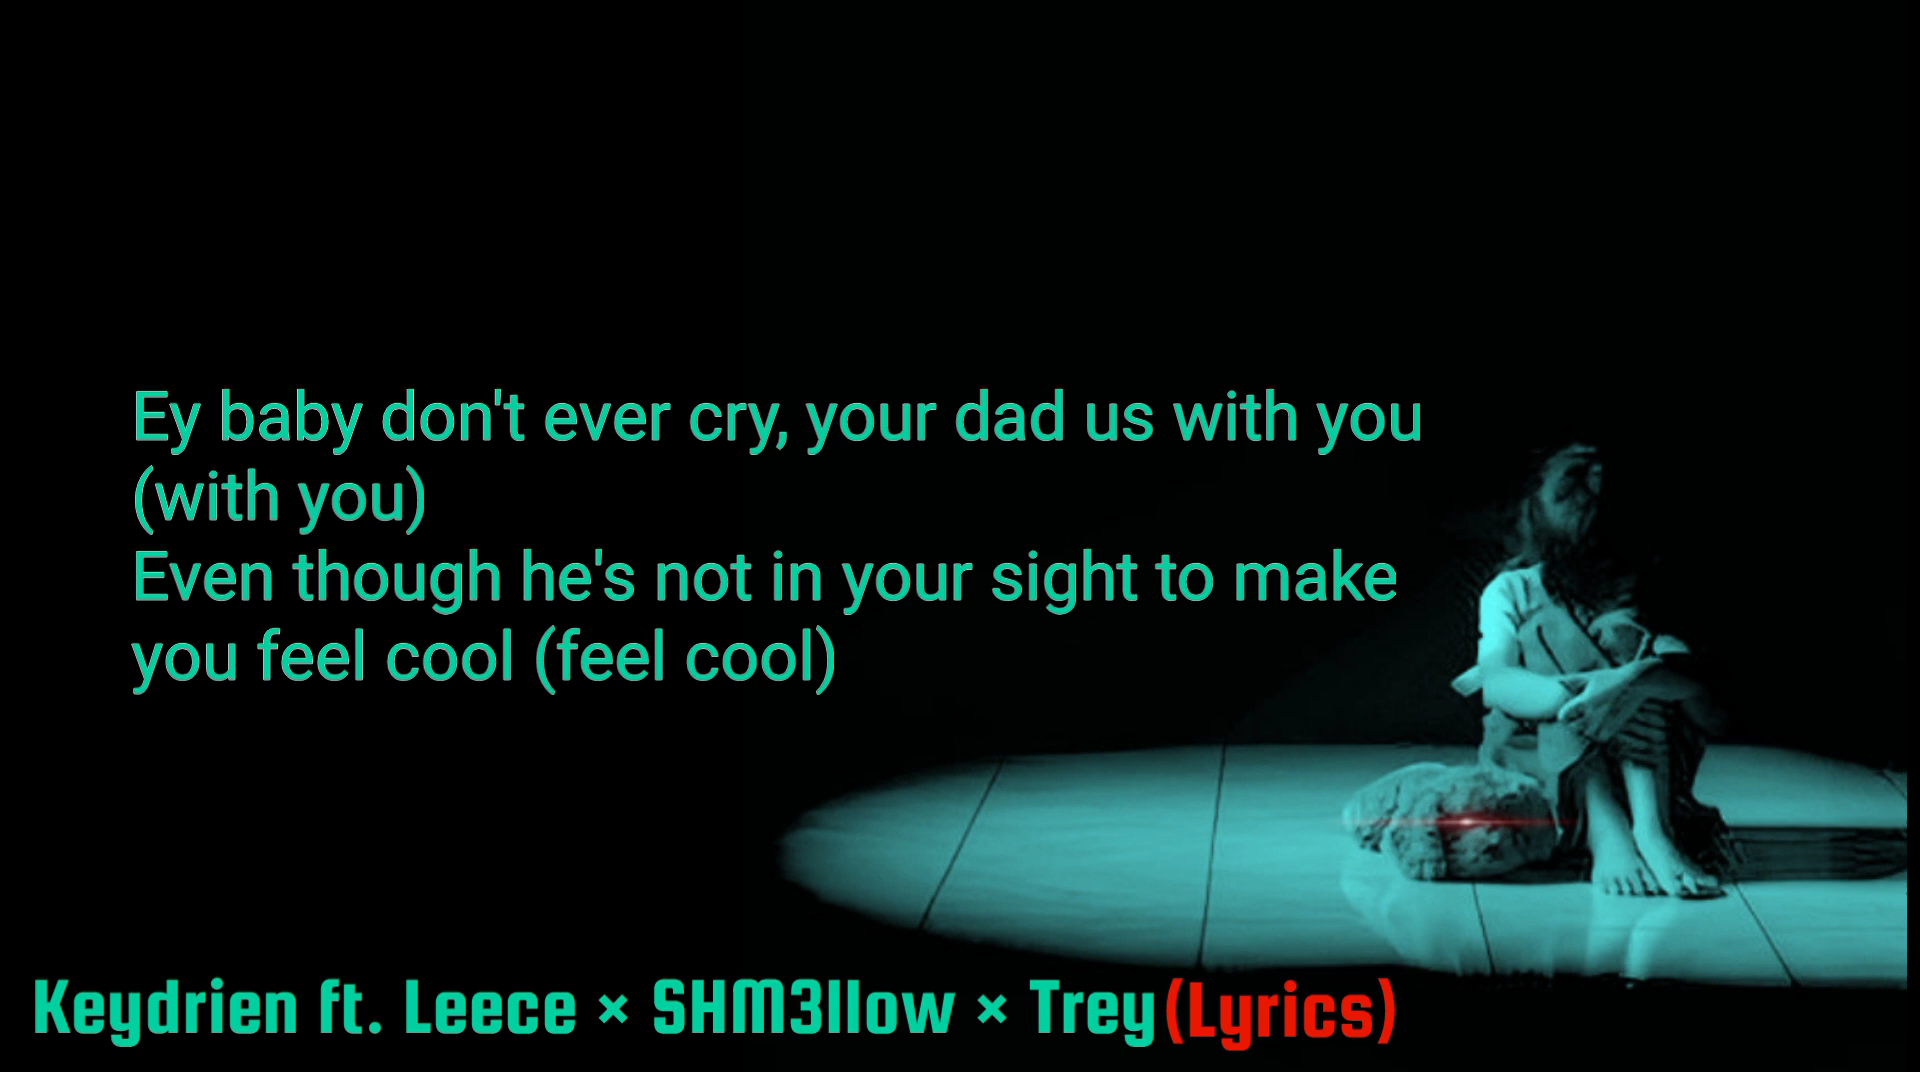 Ey baby don't ever cry, your dad us with you
(with you)
Even though he's not in your sight to make
you feel cool (feel cool)
Keydrien ft. Leece × SHM3llow × Trey (Lyrics)